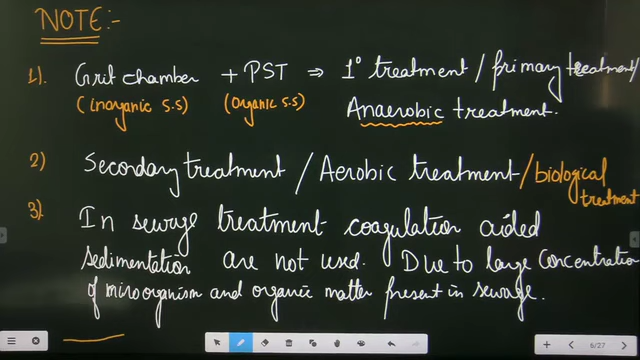 NOTE:-
1). Grit chamber + PST ⇒ 1° treatment / primary treatment/
(inorganic S.S) (Organic S.S) Anaerobic treatment.
2) Secondary treatment / Aerobic treatment / biological treatment
3). In sewage treatment coagulation aided
sedimentation are not used. Due to large concentration
of microorganism and organic matter present in sewage.
6/27